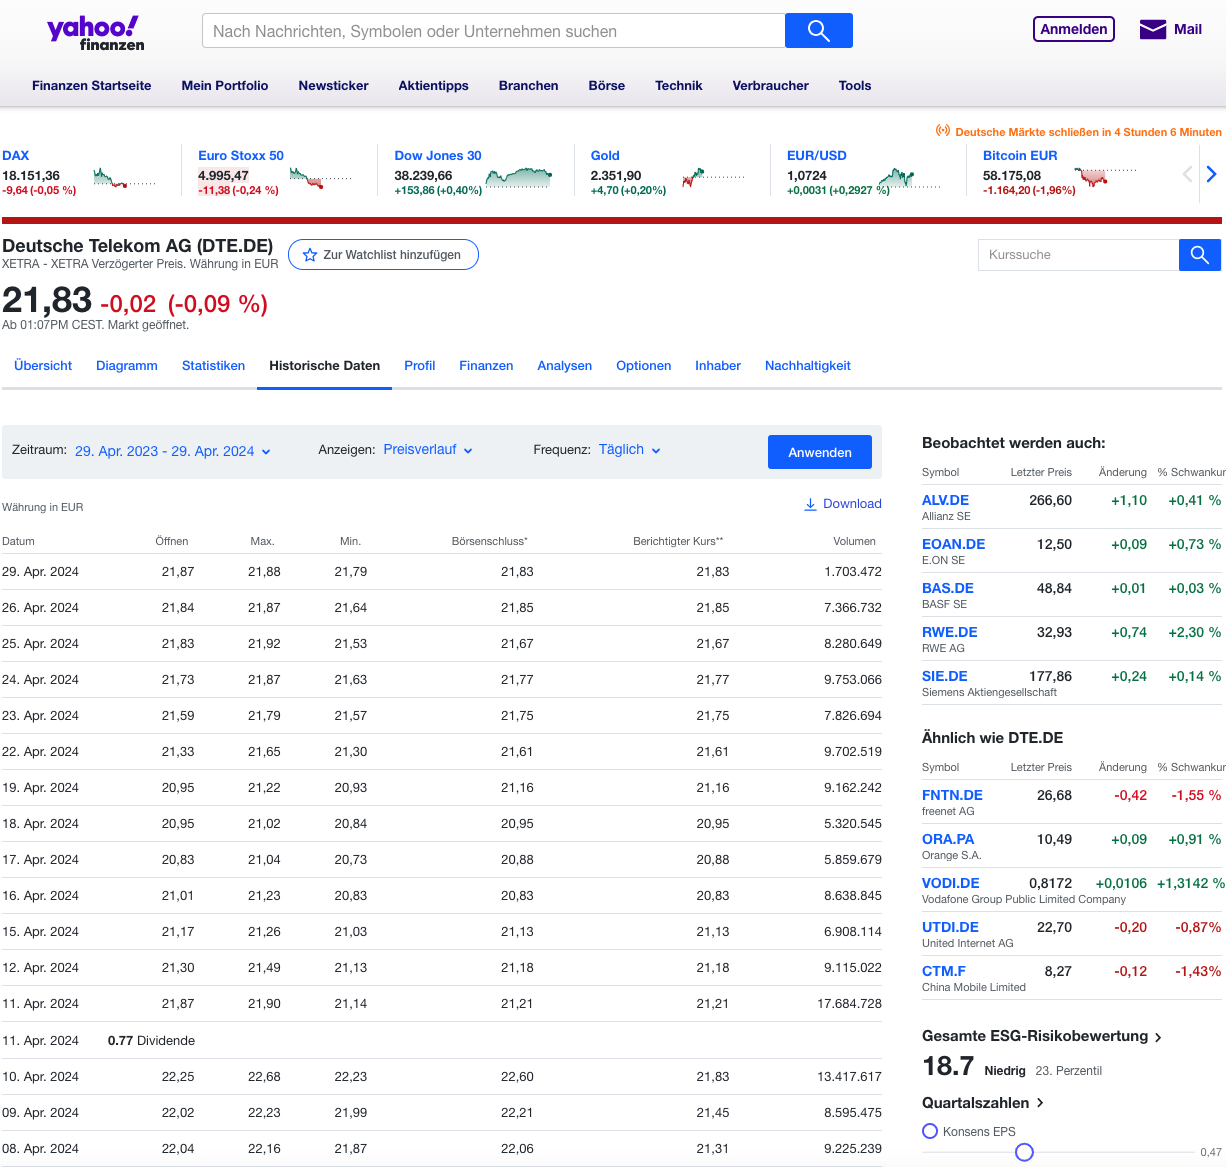 yahoo!
finanzen
Nach Nachrichten, Symbolen oder Unternehmen suchen
Anmelden
Mail
Finanzen Startseite Mein Portfolio Newsticker Aktientipps Branchen Börse Technik Verbraucher Tools
Deutsche Märkte schließen in 4 Stunden 6 Minuten
DAX
18.151,36
-9,64 (-0,05 %)
Euro Stoxx 50
4.995,47
-11,38 (-0,24 %)
Dow Jones 30
38.239,66
+153,86 (+0,40%)
Gold
2.351,90
+4,70 (+0,20%)
EUR/USD
1,0724
+0,0031 (+0,2927 %)
Bitcoin EUR
58.175,08
-1.164,20 (-1,96%)
Deutsche Telekom AG (DTE.DE)
XETRA - XETRA Verzögerter Preis. Währung in EUR
Zur Watchlist hinzufügen
Kurssuche
21,83 -0,02 (-0,09 %)
Ab 01:07PM CEST. Markt geöffnet.
Übersicht Diagramm Statistiken Historische Daten Profil Finanzen Analysen Optionen Inhaber Nachhaltigkeit
Zeitraum: 29. Apr. 2023 - 29. Apr. 2024 Anzeigen: Preisverlauf Frequenz: Täglich Anwenden
Währung in EUR Download
Datum Öffnen Max. Min. Börsenschluss* Berichtigter Kurs** Volumen
29. Apr. 2024 21,87 21,88 21,79 21,83 21,83 1.703.472
26. Apr. 2024 21,84 21,87 21,64 21,85 21,85 7.366.732
25. Apr. 2024 21,83 21,92 21,53 21,67 21,67 8.280.649
24. Apr. 2024 21,73 21,87 21,63 21,77 21,77 9.753.066
23. Apr. 2024 21,59 21,79 21,57 21,75 21,75 7.826.694
22. Apr. 2024 21,33 21,65 21,30 21,61 21,61 9.702.519
19. Apr. 2024 20,95 21,22 20,93 21,16 21,16 9.162.242
18. Apr. 2024 20,95 21,02 20,84 20,95 20,95 5.320.545
17. Apr. 2024 20,83 21,04 20,73 20,88 20,88 5.859.679
16. Apr. 2024 21,01 21,23 20,83 20,83 20,83 8.638.845
15. Apr. 2024 21,17 21,26 21,03 21,13 21,13 6.908.114
12. Apr. 2024 21,30 21,49 21,13 21,18 21,18 9.115.022
11. Apr. 2024 21,87 21,90 21,14 21,21 21,21 17.684.728
11. Apr. 2024 0.77 Dividende
10. Apr. 2024 22,25 22,68 22,23 22,60 21,83 13.417.617
09. Apr. 2024 22,02 22,23 21,99 22,21 21,45 8.595.475
08. Apr. 2024 22,04 22,16 21,87 22,06 21,31 9.225.239
Beobachtet werden auch:
Symbol Letzter Preis Änderung % Schwankur
ALV.DE 266,60 +1,10 +0,41 %
Allianz SE
EOAN.DE 12,50 +0,09 +0,73 %
E.ON SE
BAS.DE 48,84 +0,01 +0,03 %
BASF SE
RWE.DE 32,93 +0,74 +2,30 %
RWE AG
SIE.DE 177,86 +0,24 +0,14 %
Siemens Aktiengesellschaft
Ähnlich wie DTE.DE
Symbol Letzter Preis Änderung % Schwankur
FNTN.DE 26,68 -0,42 -1,55 %
freenet AG
ORA.PA 10,49 +0,09 +0,91 %
Orange S.A.
VODI.DE 0,8172 +0,0106 +1,3142 %
Vodafone Group Public Limited Company
UTDI.DE 22,70 -0,20 -0,87%
United Internet AG
CTM.F 8,27 -0,12 -1,43%
China Mobile Limited
Gesamte ESG-Risikobewertung
18.7 Niedrig 23. Perzentil
Quartalszahlen
Konsens EPS
0,47